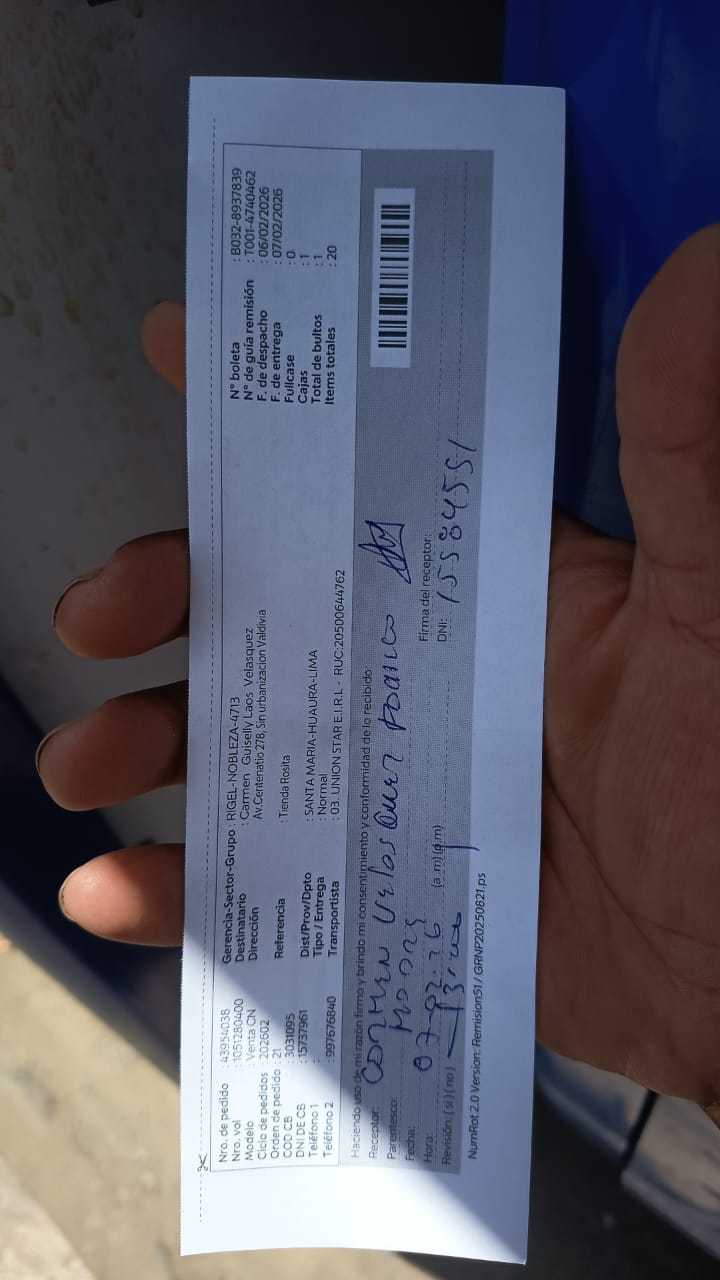 Nro. de pedido : 43954038
Nro. vol : 1051280400
Modelo : Venta CN
Ciclo de pedidos : 202602
Orden de pedido : 21
COD CB : 3031095
DNI DE CB : 15737961
Teléfono 1 :
Teléfono 2 : 997676840
Gerencia-Sector-Grupo : RIGEL-NOBLEZA-4713
Destinatario : Carmen Guiselly Laos Velasquez
Dirección : Av.Centenatio 278, Sin urbanizacion Valdivia
Referencia : Tienda Rosita
Dist/Prov/Dpto : SANTA MARIA-HUAURA-LIMA
Tipo / Entrega : Normal
Transportista : 03. UNION STAR E.I.R.L - RUC:20500644762
N° boleta : B032-8937839
N° de guía remisión : T001-4740462
F. de despacho : 06/02/2026
F. de entrega : 07/02/2026
Fullcase : 0
Cajas : 1
Total de bultos : 1
Items totales : 20
Haciendo uso de mi razón firmo y brindo mi consentimiento y conformidad de lo recibido
Receptor: Carmen Velasquez
Parentesco:
Fecha: 07-02-26
Hora: (a.m)(p.m)
Revisión: (si) (no)
Firma del receptor:
DNI: 15584551
NumRot 2.0 Version: Remision51 / GRNP20250621.ps